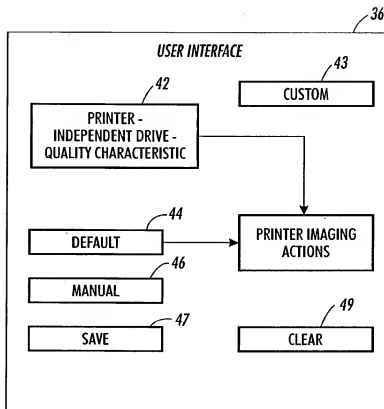 36
USER INTERFACE
42
43
PRINTER -
INDEPENDENT DRIVE -
QUALITY CHARACTERISTIC
CUSTOM
44
DEFAULT
PRINTER IMAGING
ACTIONS
46
MANUAL
47
SAVE
49
CLEAR